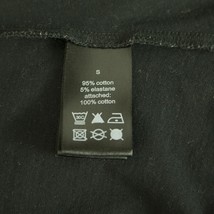 S
95% cotton
5% elastane
attached:
100% cotton